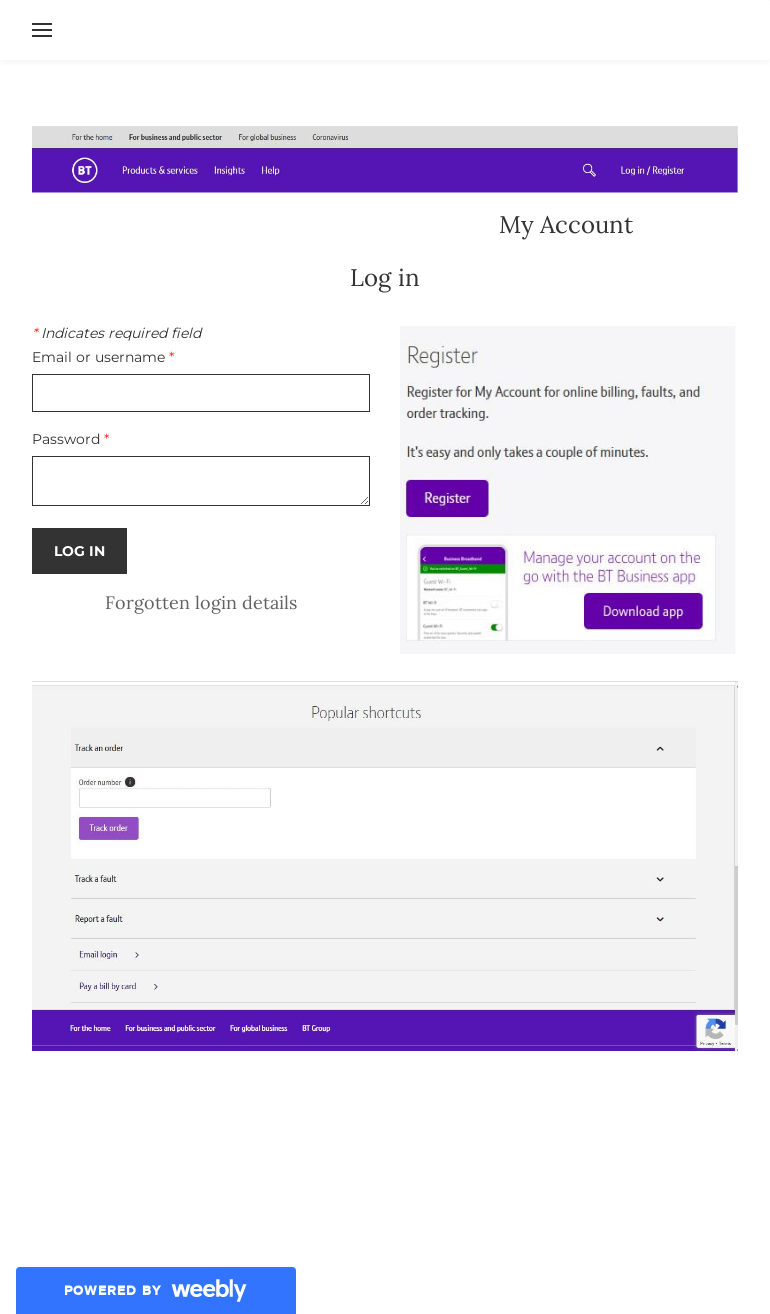 For the home For business and public sector For global business Coronavirus
BT Products & services Insights Help Log in / Register
My Account
Log in
* Indicates required field
Email or username *
Password *
LOG IN
Forgotten login details
Register
Register for My Account for online billing, faults, and
order tracking.
It's easy and only takes a couple of minutes.
Register
Business Broadband
Guest Wi-Fi
BT Wi-Fi
Guest Wi-Fi
Manage your account on the
go with the BT Business app
Download app
Popular shortcuts
Track an order
Order number i
Track order
Track a fault
Report a fault
Email login
Pay a bill by card
For the home For business and public sector For global business BT Group
Privacy - Terms
POWERED BY weebly